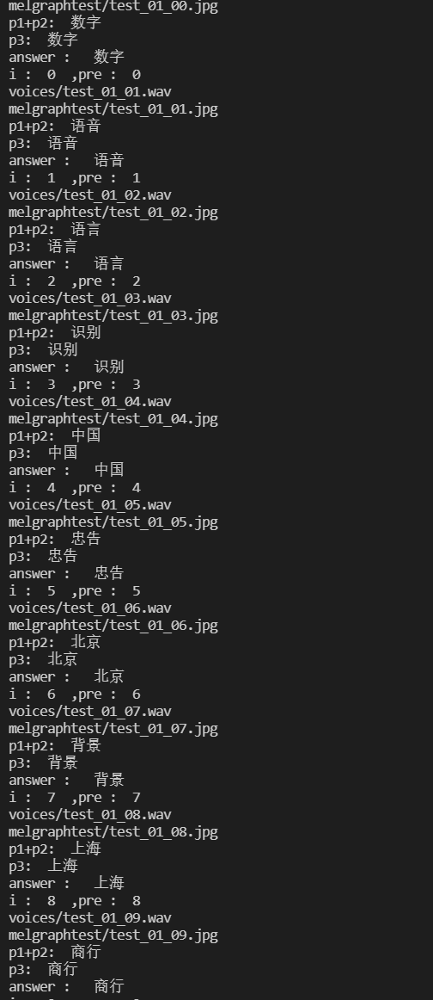 melgraphtest/test_01_00.jpg
p1+p2:  数字
p3:  数字
answer :   数字
i :  0  ,pre :  0
voices/test_01_01.wav
melgraphtest/test_01_01.jpg
p1+p2:  语音
p3:  语音
answer :   语音
i :  1  ,pre :  1
voices/test_01_02.wav
melgraphtest/test_01_02.jpg
p1+p2:  语言
p3:  语言
answer :   语言
i :  2  ,pre :  2
voices/test_01_03.wav
melgraphtest/test_01_03.jpg
p1+p2:  识别
p3:  识别
answer :   识别
i :  3  ,pre :  3
voices/test_01_04.wav
melgraphtest/test_01_04.jpg
p1+p2:  中国
p3:  中国
answer :   中国
i :  4  ,pre :  4
voices/test_01_05.wav
melgraphtest/test_01_05.jpg
p1+p2:  忠告
p3:  忠告
answer :   忠告
i :  5  ,pre :  5
voices/test_01_06.wav
melgraphtest/test_01_06.jpg
p1+p2:  北京
p3:  北京
answer :   北京
i :  6  ,pre :  6
voices/test_01_07.wav
melgraphtest/test_01_07.jpg
p1+p2:  背景
p3:  背景
answer :   背景
i :  7  ,pre :  7
voices/test_01_08.wav
melgraphtest/test_01_08.jpg
p1+p2:  上海
p3:  上海
answer :   上海
i :  8  ,pre :  8
voices/test_01_09.wav
melgraphtest/test_01_09.jpg
p1+p2:  商行
p3:  商行
answer :   商行